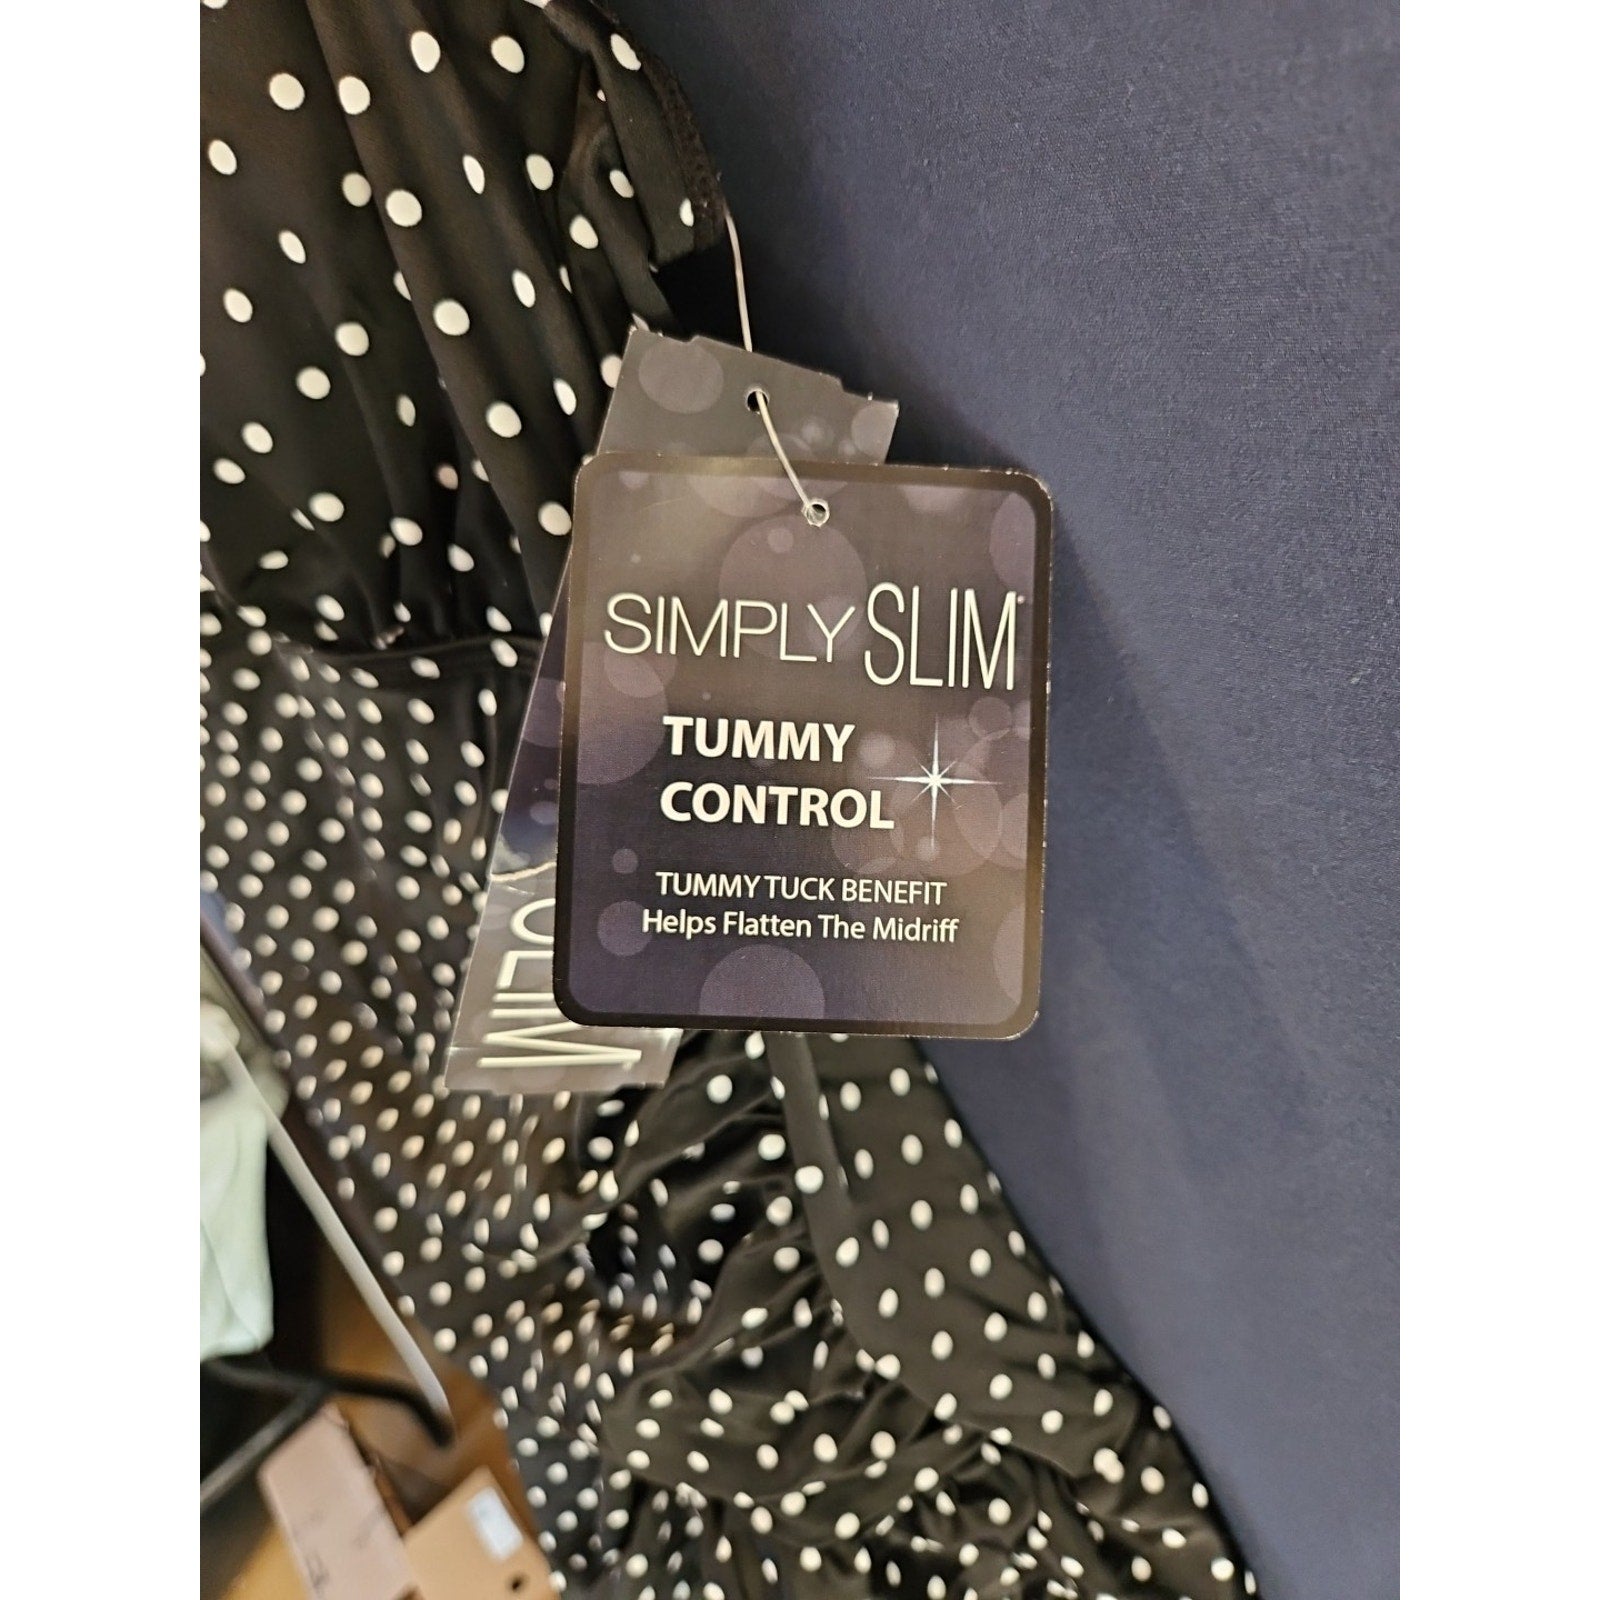 SIMPLY SLIM
TUMMY
CONTROL
TUMMY TUCK BENEFIT
Helps Flatten The Midriff
SLIM